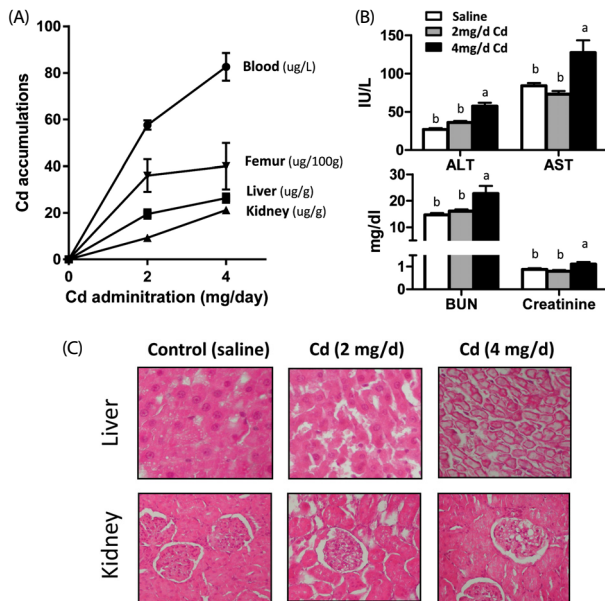 (A)
100
80
60
40
20
0
Cd accumulations
Blood (ug/L)
Femur (ug/100g)
Liver (ug/g)
Kidney (ug/g)
0 2 4
Cd adminitration (mg/day)
(B)
Saline
2mg/d Cd
4mg/d Cd
150
100
50
0
IU/L
b b a
b b a
ALT AST
30
20
10
1
0
mg/dl
b b a
b b a
BUN Creatinine
(C)
Control (saline) Cd (2 mg/d) Cd (4 mg/d)
Liver
Kidney